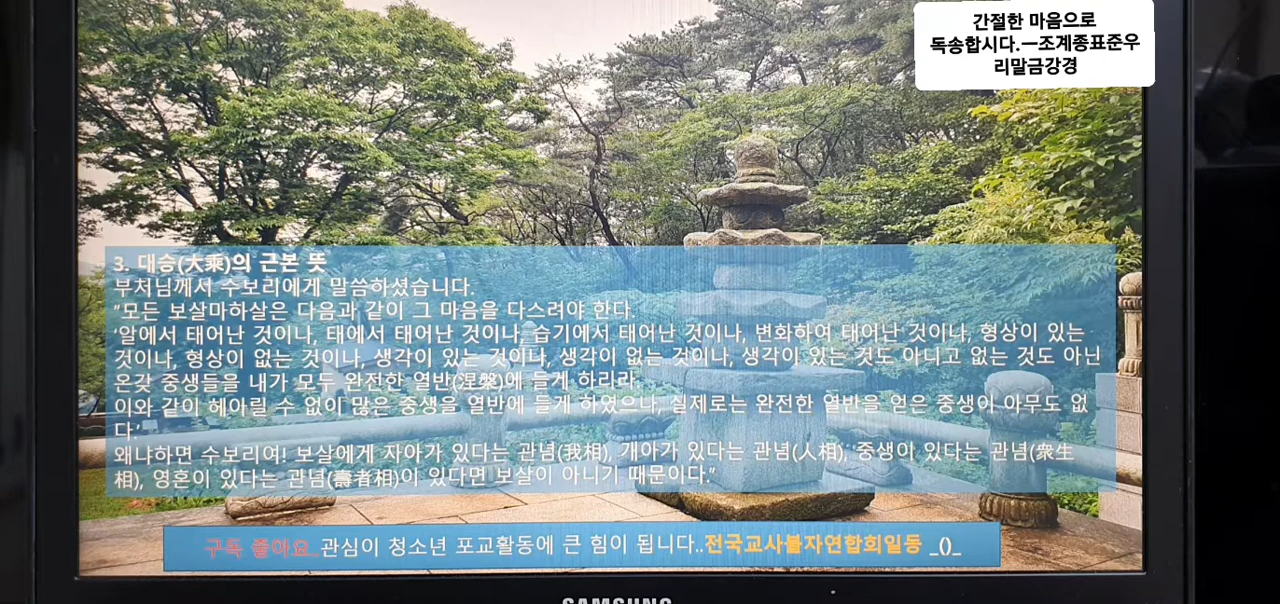 간절한 마음으로
독송합시다.ー조계종표준우
리말금강경
3. 대승(大乘)의 근본 뜻
부처님께서 수보리에게 말씀하셨습니다.
"모든 보살마하살은 다음과 같이 그 마음을 다스려야 한다.
'알에서 태어난 것이나, 태에서 태어난 것이나, 습기에서 태어난 것이나, 변화하여 태어난 것이나, 형상이 있는
것이나, 형상이 없는 것이나, 생각이 있는 것이나, 생각이 없는 것이나, 생각이 있는 것도 아니고 없는 것도 아닌
온갖 중생들을 내가 모두 완전한 열반(涅槃)에 들게 하리라.
이와 같이 헤아릴 수 없이 많은 중생을 열반에 들게 하였으나, 실제로는 완전한 열반을 얻은 중생이 아무도 없
다.'
왜냐하면 수보리여! 보살에게 자아가 있다는 관념(我相), 개아가 있다는 관념(人相), 중생이 있다는 관념(衆生
相), 영혼이 있다는 관념(壽者相)이 있다면 보살이 아니기 때문이다."
구독 좋아요..관심이 청소년 포교활동에 큰 힘이 됩니다..전국교사불자연합회일동 _()_
SAMSUNG